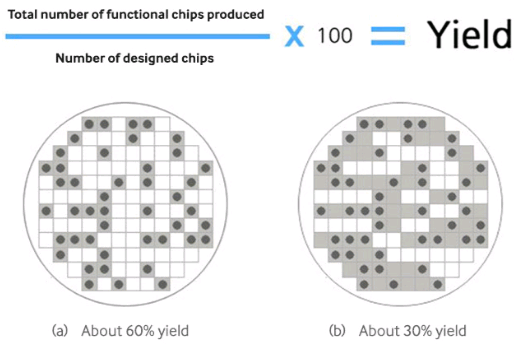 Total number of functional chips produced
Number of designed chips
X 100 = Yield
(a) About 60% yield
(b) About 30% yield